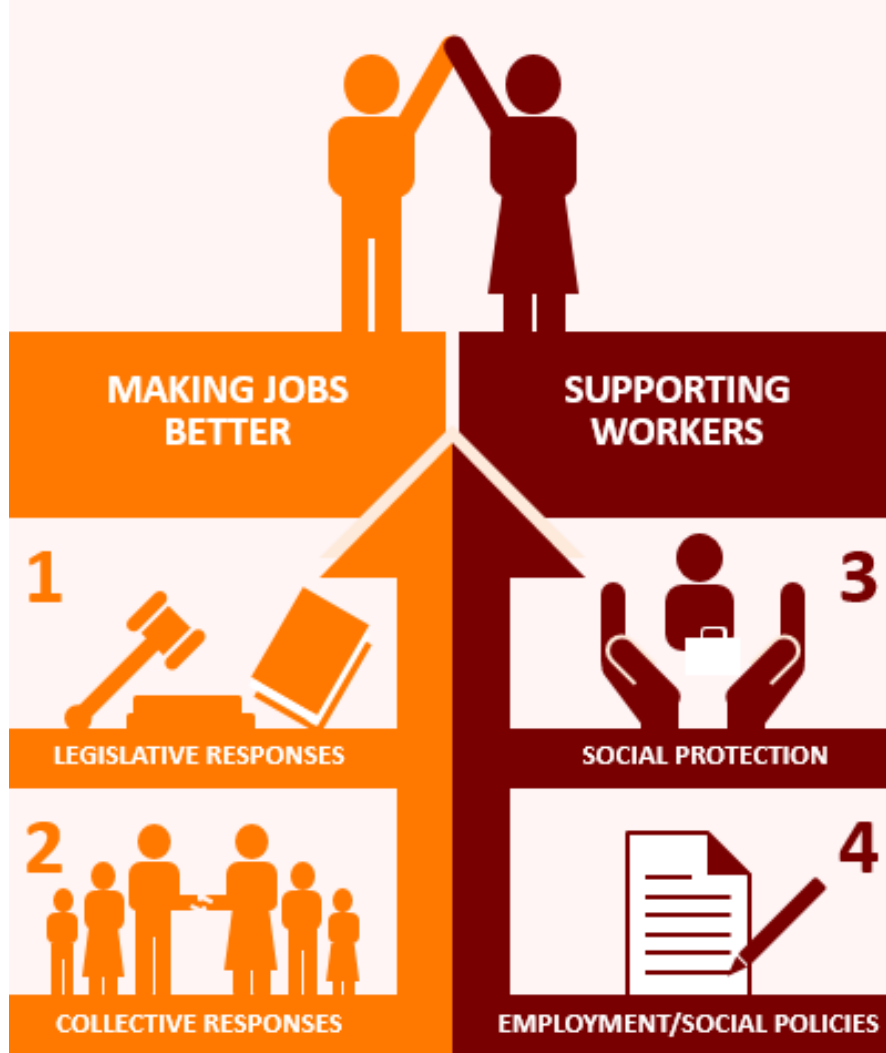 MAKING JOBS
BETTER
SUPPORTING
WORKERS
1
LEGISLATIVE RESPONSES
2
COLLECTIVE RESPONSES
3
SOCIAL PROTECTION
4
EMPLOYMENT/SOCIAL POLICIES